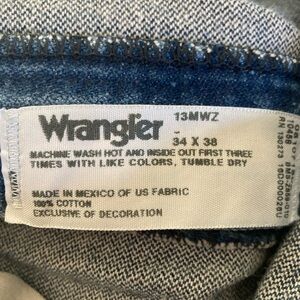 Wrangler
13MWZ
-
34 X 38
MACHINE WASH HOT AND INSIDE OUT FIRST THREE
TIMES WITH LIKE COLORS, TUMBLE DRY
MADE IN MEXICO OF US FABRIC
100% COTTON
EXCLUSIVE OF DECORATION